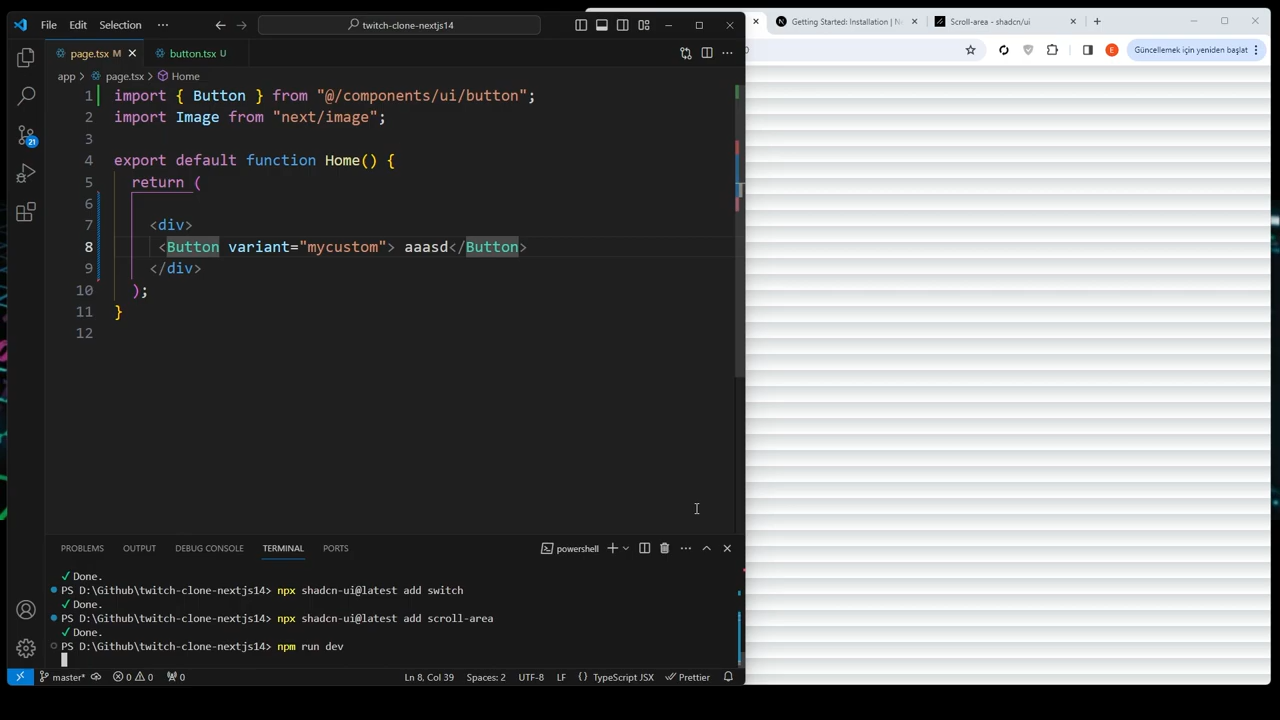 File Edit Selection ··· twitch-clone-nextjs14
Getting Started: Installation | Ne
Scroll-area - shadcn/ui
page.tsx M
button.tsx U
0
E
Güncellemek için yeniden başlat
app > page.tsx > Home
1 import { Button } from "@/components/ui/button";
2 import Image from "next/image";
3
4 export default function Home() {
5 return (
6
7 <div>
8 <Button variant="mycustom"> aaasd</Button>
9 </div>
10 );
11 }
12
PROBLEMS OUTPUT DEBUG CONSOLE TERMINAL PORTS powershell
✓ Done.
PS D:\Github\twitch-clone-nextjs14> npx shadcn-ui@latest add switch
✓ Done.
PS D:\Github\twitch-clone-nextjs14> npx shadcn-ui@latest add scroll-area
✓ Done.
PS D:\Github\twitch-clone-nextjs14> npm run dev
21
master* 0 0 0 Ln 8, Col 39 Spaces: 2 UTF-8 LF {} TypeScript JSX Prettier